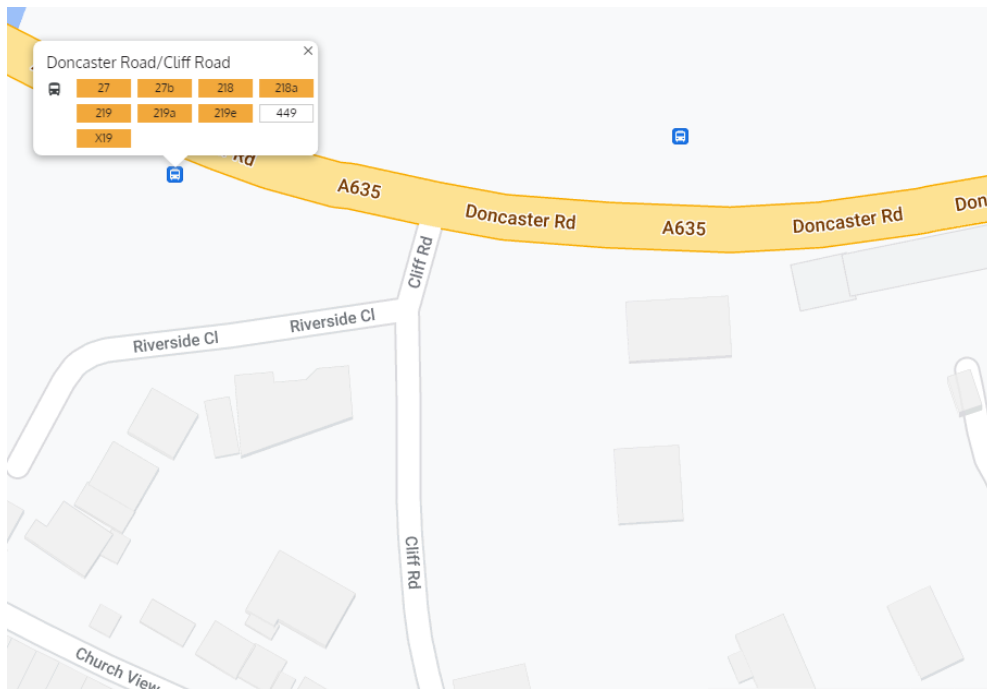 ×
Doncaster Road/Cliff Road
27 27b 218 218a
219 219a 219e 449
X19
Rd
A635
Doncaster Rd
A635
Doncaster Rd
Don
Cliff Rd
Riverside Cl
Riverside Cl
Cliff Rd
Church View